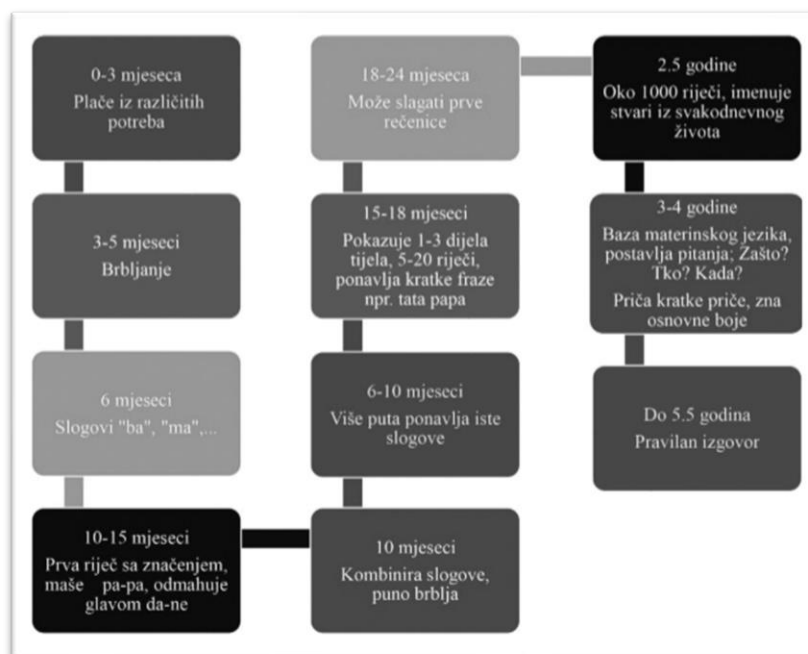 0-3 mjeseca
Plače iz različitih
potreba
3-5 mjeseci
Brbljanje
6 mjeseci
Slogovi "ba", "ma",...
10-15 mjeseci
Prva riječ sa značenjem,
maše pa-pa, odmahuje
glavom da-ne
10 mjeseci
Kombinira slogove,
puno brblja
6-10 mjeseci
Više puta ponavlja iste
slogove
15-18 mjeseci
Pokazuje 1-3 dijela
tijela, 5-20 riječi,
ponavlja kratke fraze
npr. tata papa
18-24 mjeseca
Može slagati prve
rečenice
2.5 godine
Oko 1000 riječi, imenuje
stvari iz svakodnevnog
života
3-4 godine
Baza materinskog jezika,
postavlja pitanja; Zašto?
Tko? Kada?
Priča kratke priče, zna
osnovne boje
Do 5.5 godina
Pravilan izgovor